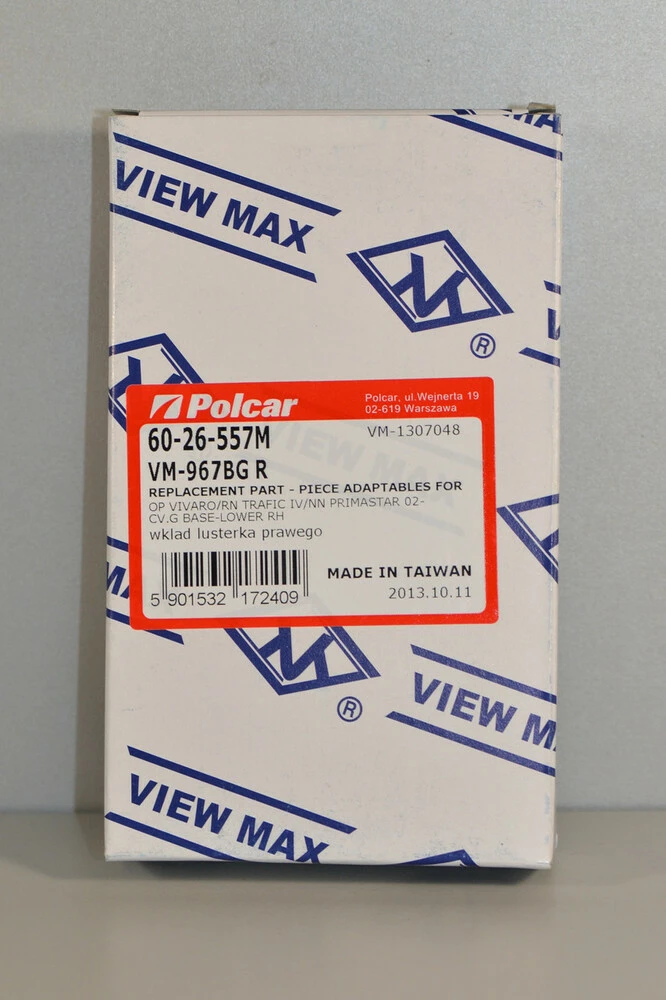 VIEW MAX
®
Polcar
Polcar, ul.Wejnerta 19
02-619 Warszawa
60-26-557M
VM-1307048
VM-967BG R
VIEW MAX
REPLACEMENT PART - PIECE ADAPTABLES FOR
OP VIVARO/RN TRAFIC IV/NN PRIMASTAR 02-
CV.G BASE-LOWER RH
wklad lusterka prawego
MADE IN TAIWAN
5 901532 172409
2013.10.11
®
VIEW MA
VIEW MAX